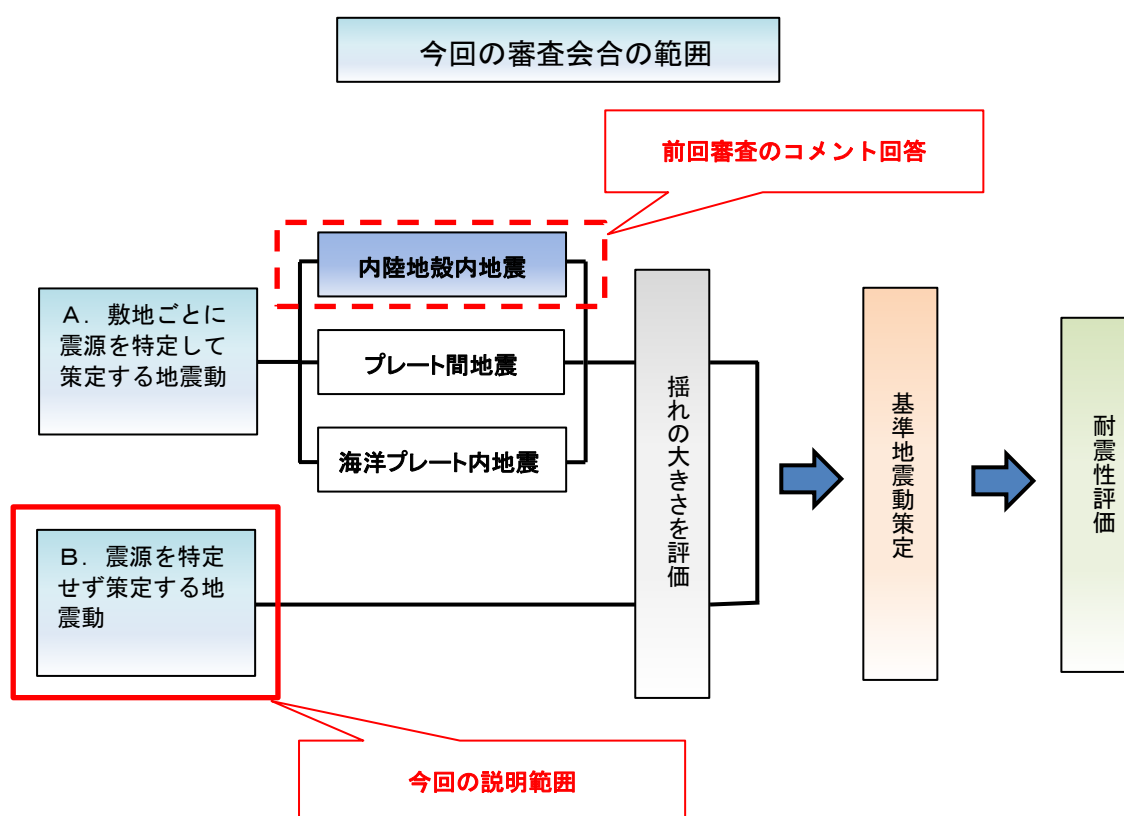 今回の審査会合の範囲
前回審査のコメント回答
内陸地殻内地震
A．敷地ごとに
震源を特定して
策定する地震動
プレート間地震
海洋プレート内地震
揺れの大きさを評価
基準地震動策定
耐震性評価
B．震源を特定
せず策定する地
震動
今回の説明範囲